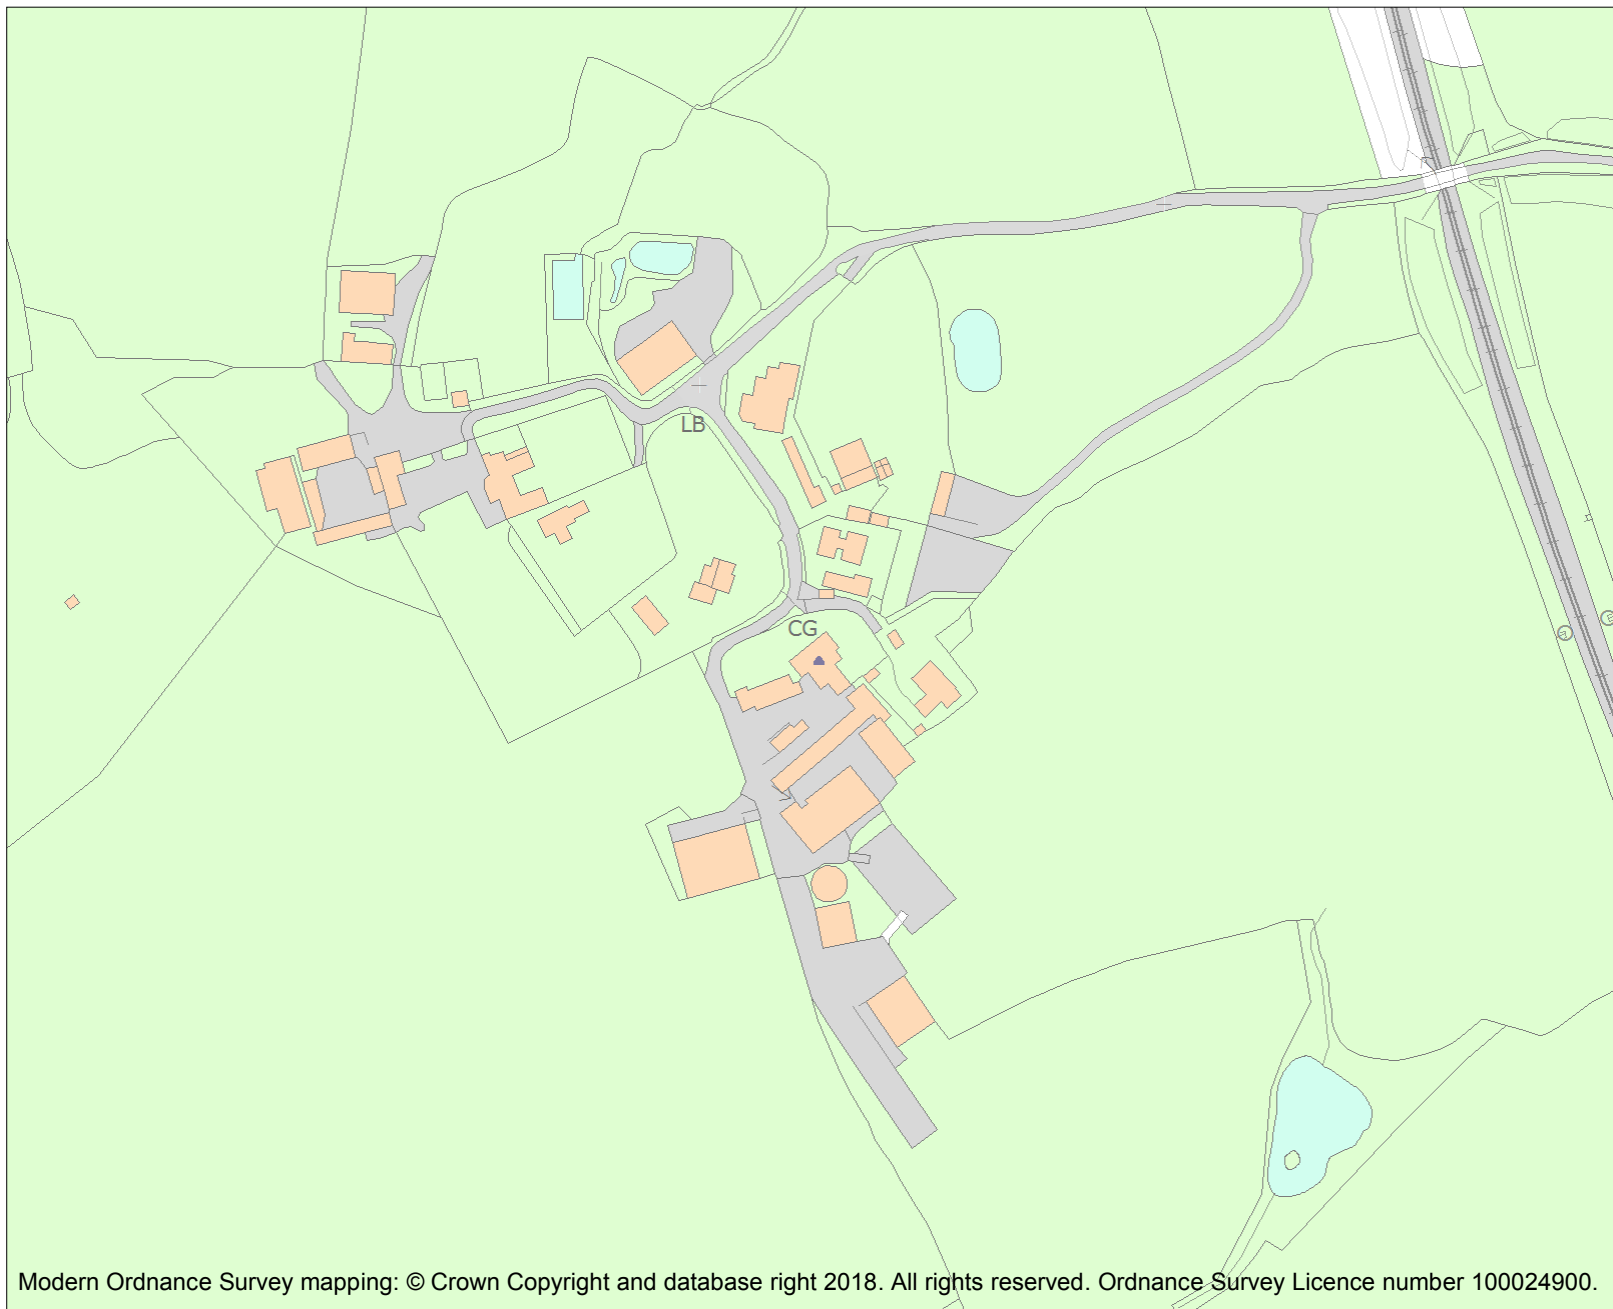 LB
CG
Modern Ordnance Survey mapping: © Crown Copyright and database right 2018. All rights reserved. Ordnance Survey Licence number 100024900.